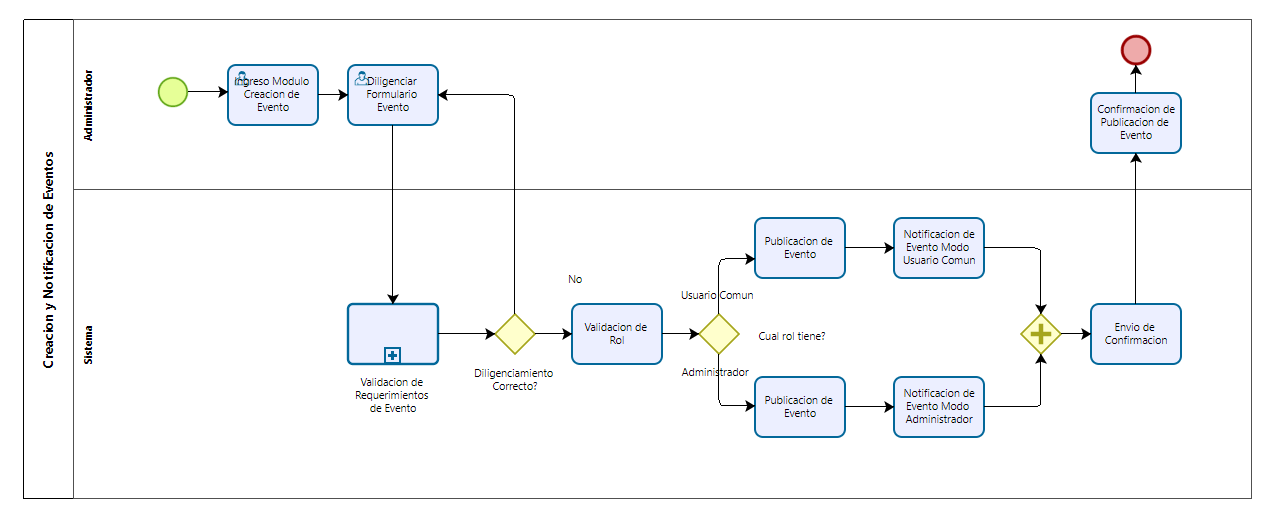 Creacion y Notificacion de Eventos
Administrador
Ingreso Modulo
Creacion de
Evento
Diligenciar
Formulario
Evento
Confirmacion de
Publicacion de
Evento
Sistema
Validacion de
Requerimientos
de Evento
Diligenciamiento
Correcto?
No
Validacion de
Rol
Usuario Comun
Cual rol tiene?
Administrador
Publicacion de
Evento
Notificacion de
Evento Modo
Usuario Comun
Publicacion de
Evento
Notificacion de
Evento Modo
Administrador
Envio de
Confirmacion